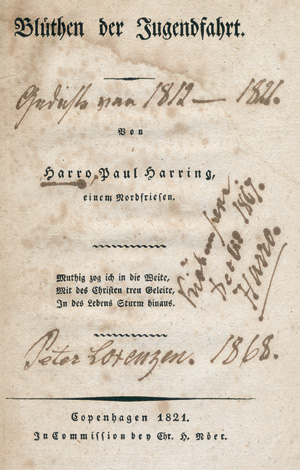 Blüthen der Jugendfahrt.
Gedichte van 1812 — 1821.
Von
Harro Paul Harring,
einem Nordfriesen.
Muthig zog ich in die Weite,
Mit des Christen treu Geleite,
In des Lebens Sturm hinaus.
1867.
Harro.
Peter Lorenzen. 1868.
Copenhagen 1821.
In Commission bey Chr. H. Nöer.